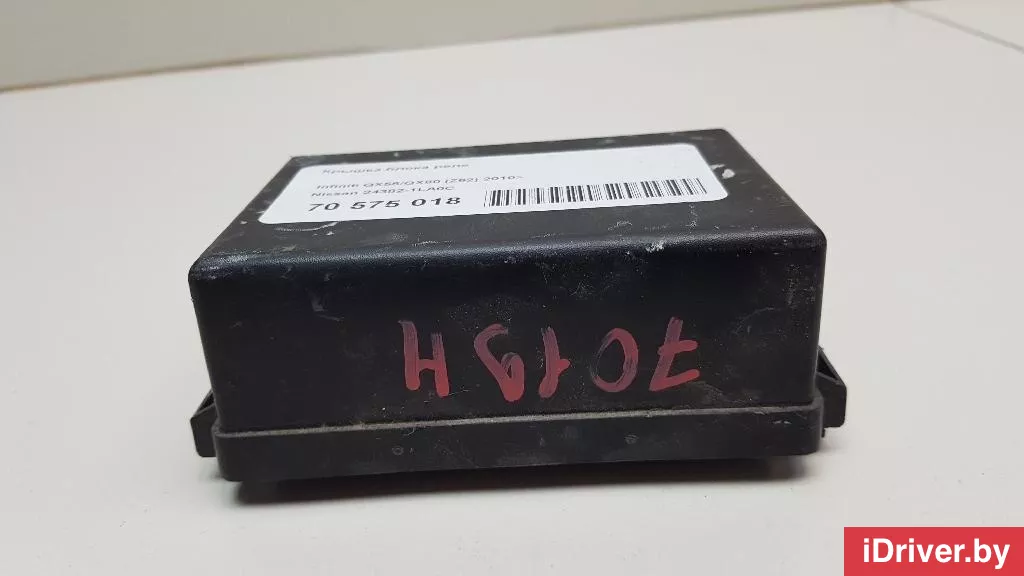 Крышка блока реле
Infiniti QX56/QX80 (Z62) 2010>
Nissan 24382-1LA0C
70 575 018
7019H
iDriver.by